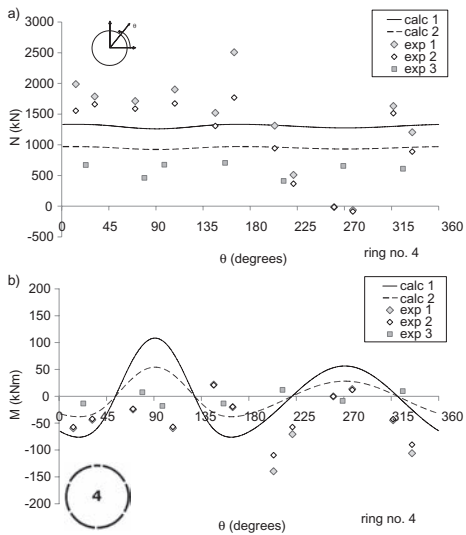 a)
3000
2500
2000
1500
1000
500
0
-500
N (kN)
θ
calc 1
calc 2
exp 1
exp 2
exp 3
0 45 90 135 180 225 270 315 360
θ (degrees)
ring no. 4
b)
200
150
100
50
0
-50
-100
-150
-200
M (kNm)
calc 1
calc 2
exp 1
exp 2
exp 3
0 45 90 135 180 225 270 315 360
4
θ (degrees)
ring no. 4